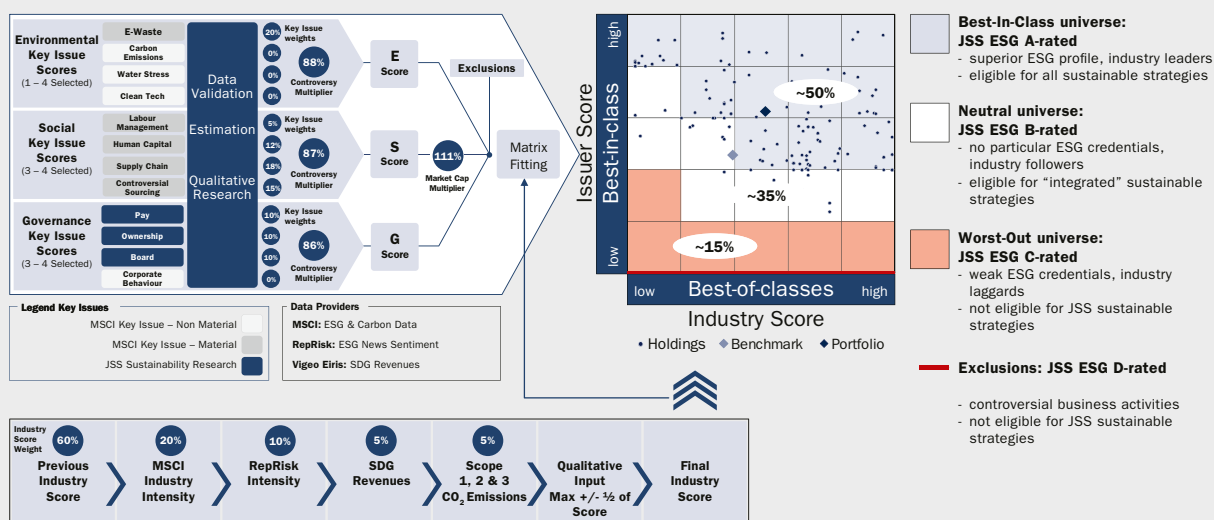 Environmental
Key Issue
Scores
(1 – 4 Selected)
E-Waste
Carbon
Emissions
Water Stress
Clean Tech
Social
Key Issue
Scores
(3 – 4 Selected)
Labour
Management
Human Capital
Supply Chain
Controversial
Sourcing
Governance
Key Issue
Scores
(3 – 4 Selected)
Pay
Ownership
Board
Corporate
Behaviour
Data
Validation
Estimation
Qualitative
Research
20%
0%
0%
0%
Key Issue
weights
88%
Controversy
Multiplier
5%
12%
18%
15%
Key Issue
weights
87%
Controversy
Multiplier
10%
10%
10%
0%
Key Issue
weights
86%
Controversy
Multiplier
E
Score
S
Score
G
Score
111%
Market Cap
Multiplier
Exclusions
Matrix
Fitting
Legend Key Issues
MSCI Key Issue – Non Material
MSCI Key Issue – Material
JSS Sustainability Research
Data Providers
MSCI: ESG & Carbon Data
RepRisk: ESG News Sentiment
Vigeo Eiris: SDG Revenues
Issuer Score
high
Best-in-class
low
~50%
~35%
~15%
low
Best-of-classes
high
Industry Score
Holdings
Benchmark
Portfolio
Best-In-Class universe:
JSS ESG A-rated
- superior ESG profile, industry leaders
- eligible for all sustainable strategies
Neutral universe:
JSS ESG B-rated
- no particular ESG credentials,
industry followers
- eligible for “integrated” sustainable
strategies
Worst-Out universe:
JSS ESG C-rated
- weak ESG credentials, industry
laggards
- not eligible for JSS sustainable
strategies
Exclusions: JSS ESG D-rated
- controversial business activities
- not eligible for JSS sustainable
strategies
Industry
Score
Weight
60%
Previous
Industry
Score
20%
MSCI
Industry
Intensity
10%
RepRisk
Intensity
5%
SDG
Revenues
5%
Scope
1, 2 & 3
CO2 Emissions
Qualitative
Input
Max +/- ½ of
Score
Final
Industry
Score